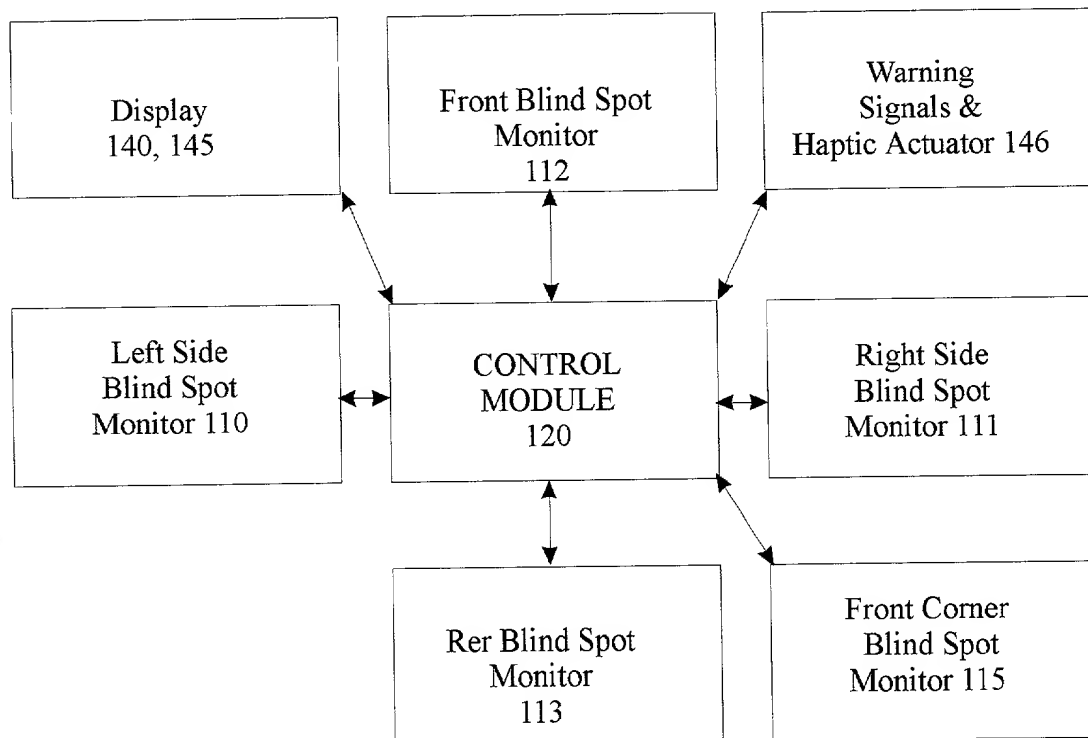 Display
140, 145
Front Blind Spot
Monitor
112
Warning
Signals &
Haptic Actuator 146
Left Side
Blind Spot
Monitor 110
CONTROL
MODULE
120
Right Side
Blind Spot
Monitor 111
Rer Blind Spot
Monitor
113
Front Corner
Blind Spot
Monitor 115